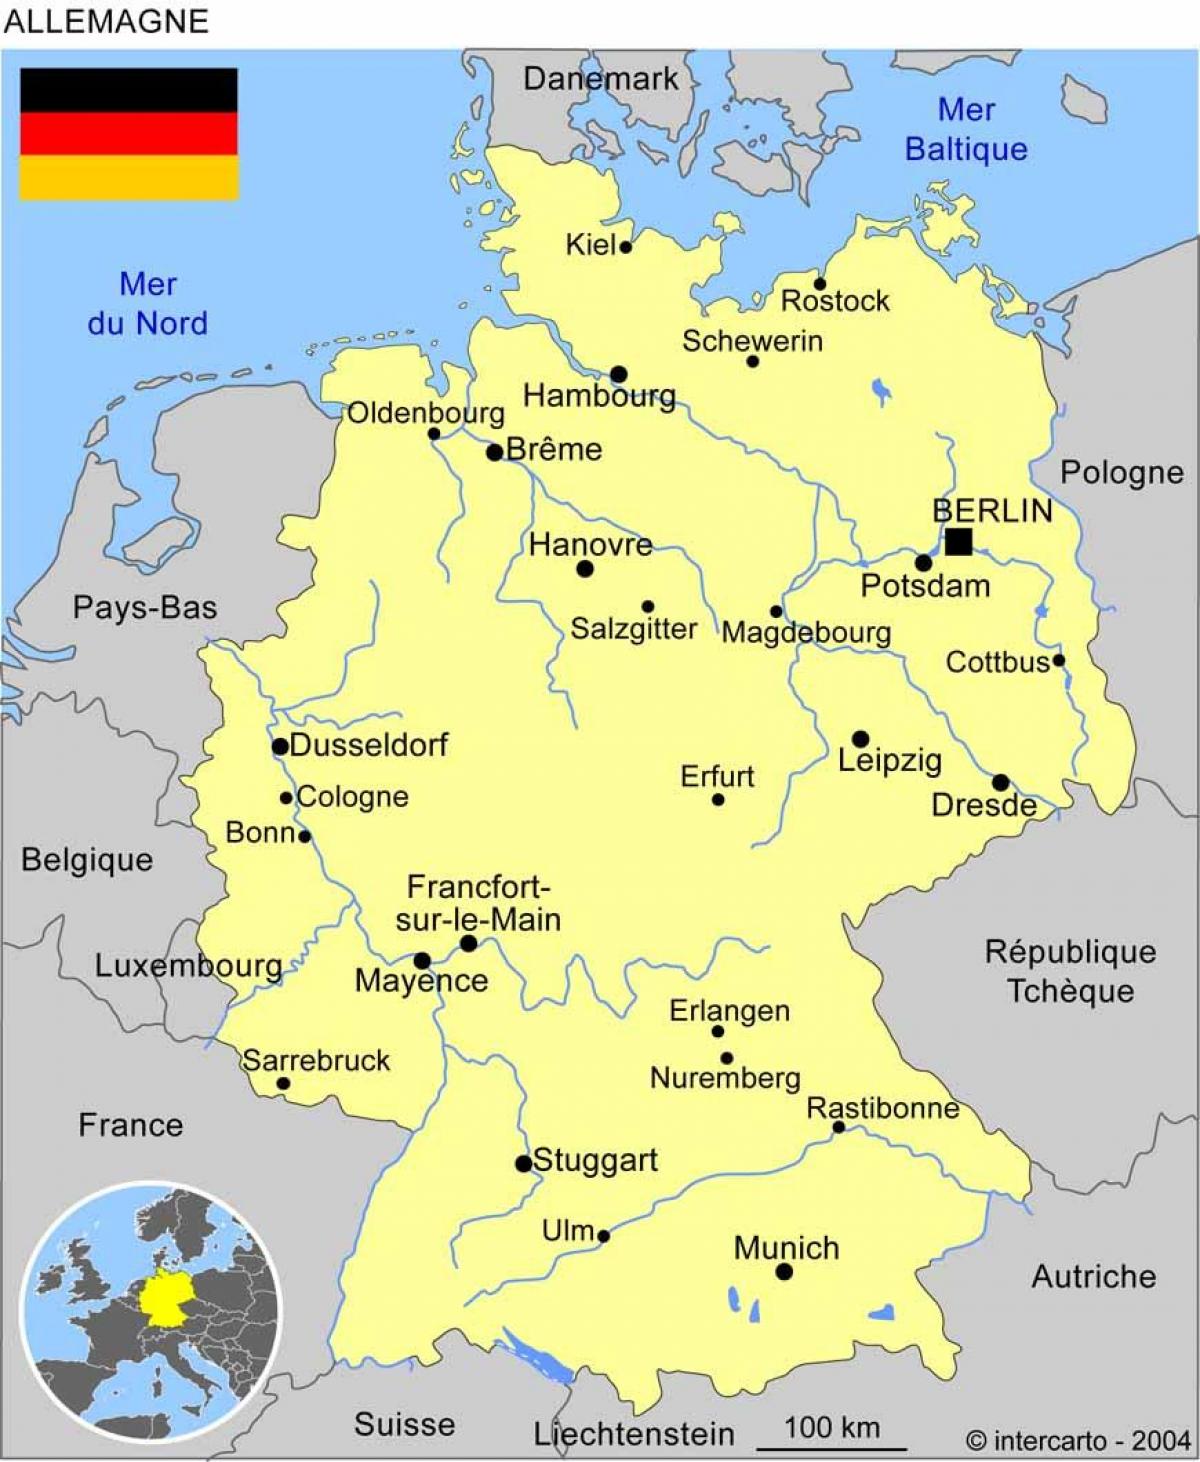 ALLEMAGNE
Danemark
Mer
Baltique
Kiel
Mer
du Nord
Rostock
Schewerin
Hambourg
Oldenbourg
Brême
Pologne
BERLIN
Hanovre
Potsdam
Pays-Bas
Salzgitter
Magdebourg
Cottbus
Dusseldorf
Leipzig
Erfurt
Cologne
Dresde
Bonn
Belgique
Francfort-
sur-le-Main
République
Tchèque
Luxembourg
Mayence
Erlangen
Sarrebruck
Nuremberg
Rastibonne
France
Stuggart
Ulm
Munich
Autriche
Suisse
Liechtenstein
100 km
© intercarto - 2004